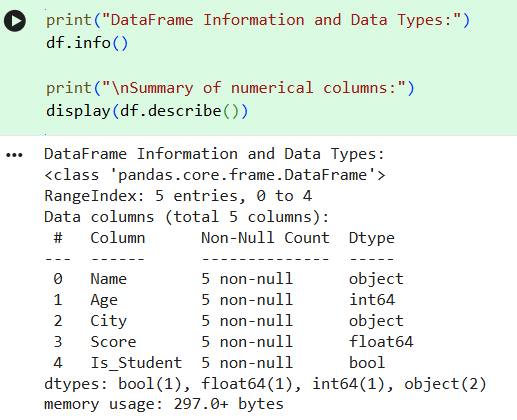 print("DataFrame Information and Data Types:")
df.info()
print("\nSummary of numerical columns:")
display(df.describe())
DataFrame Information and Data Types:
<class 'pandas.core.frame.DataFrame'>
RangeIndex: 5 entries, 0 to 4
Data columns (total 5 columns):
 #   Column      Non-Null Count  Dtype
---  ------      --------------  -----
 0   Name        5 non-null      object
 1   Age         5 non-null      int64
 2   City        5 non-null      object
 3   Score       5 non-null      float64
 4   Is_Student  5 non-null      bool
dtypes: bool(1), float64(1), int64(1), object(2)
memory usage: 297.0+ bytes